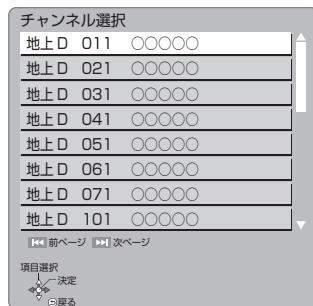 チャンネル選択
地上D 011 ○○○○○
地上D 021 ○○○○○
地上D 031 ○○○○○
地上D 041 ○○○○○
地上D 051 ○○○○○
地上D 061 ○○○○○
地上D 071 ○○○○○
地上D 101 ○○○○○
前ページ 次ページ
項目選択
決定
戻る